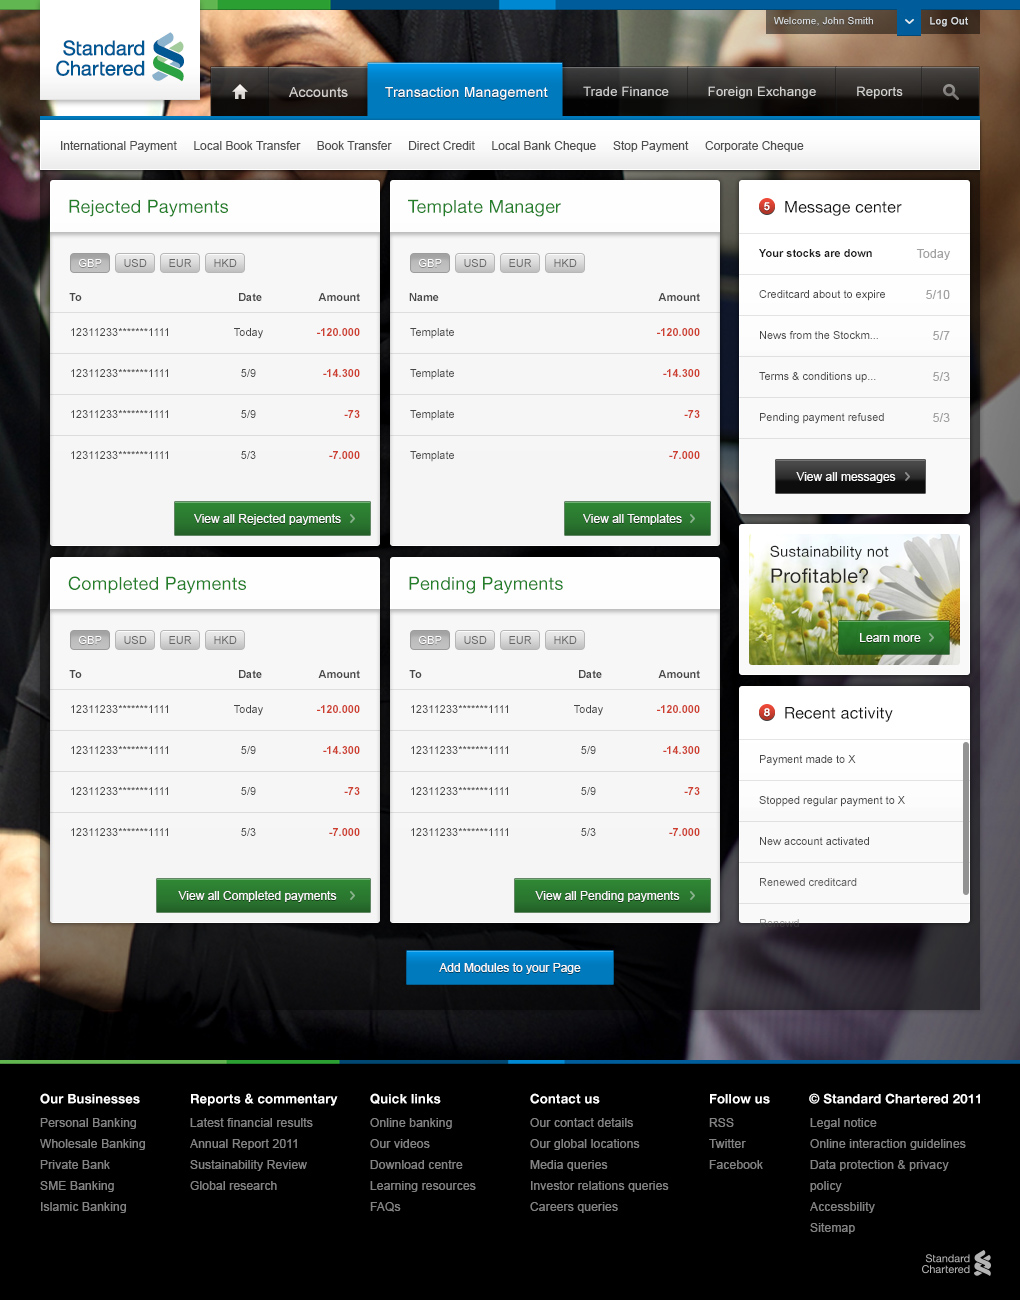 Welcome, John Smith
Log Out
Standard
Chartered
Accounts
Transaction Management
Trade Finance
Foreign Exchange
Reports
International Payment
Local Book Transfer
Book Transfer
Direct Credit
Local Bank Cheque
Stop Payment
Corporate Cheque
Rejected Payments
GBP USD EUR HKD
To Date Amount
12311233*******1111 Today -120.000
12311233*******1111 5/9 -14.300
12311233*******1111 5/9 -73
12311233*******1111 5/3 -7.000
View all Rejected payments
Template Manager
GBP USD EUR HKD
Name Amount
Template -120.000
Template -14.300
Template -73
Template -7.000
View all Templates
5 Message center
Your stocks are down Today
Creditcard about to expire 5/10
News from the Stockm... 5/7
Terms & conditions up... 5/3
Pending payment refused 5/3
View all messages
Sustainability not
Profitable?
Learn more
Completed Payments
GBP USD EUR HKD
To Date Amount
12311233*******1111 Today -120.000
12311233*******1111 5/9 -14.300
12311233*******1111 5/9 -73
12311233*******1111 5/3 -7.000
View all Completed payments
Pending Payments
GBP USD EUR HKD
To Date Amount
12311233*******1111 Today -120.000
12311233*******1111 5/9 -14.300
12311233*******1111 5/9 -73
12311233*******1111 5/3 -7.000
View all Pending payments
8 Recent activity
Payment made to X
Stopped regular payment to X
New account activated
Renewed creditcard
Add Modules to your Page
Our Businesses
Personal Banking
Wholesale Banking
Private Bank
SME Banking
Islamic Banking
Reports & commentary
Latest financial results
Annual Report 2011
Sustainability Review
Global research
Quick links
Online banking
Our videos
Download centre
Learning resources
FAQs
Contact us
Our contact details
Our global locations
Media queries
Investor relations queries
Careers queries
Follow us
RSS
Twitter
Facebook
© Standard Chartered 2011
Legal notice
Online interaction guidelines
Data protection & privacy
policy
Accessbility
Sitemap
Standard
Chartered